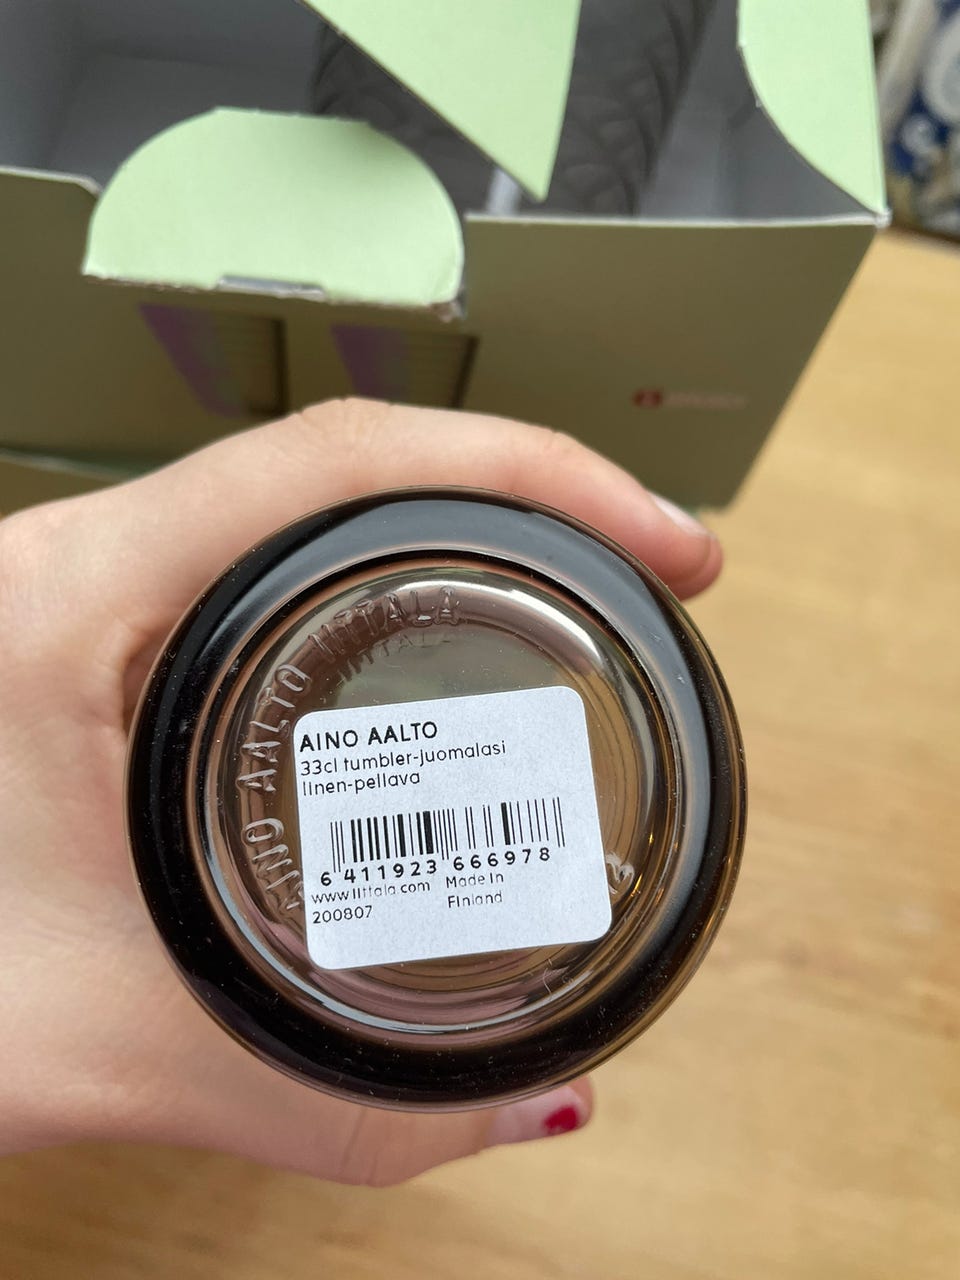 AINO AALTO IITTALA
AINO AALTO
33cl tumbler-juomalasi
linen-pellava
6 411923 666978
www.iittala.com Made in
200807 Finland